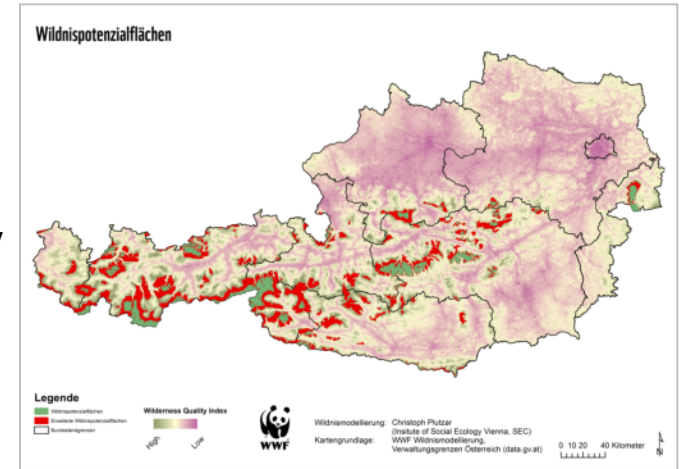 Wildnispotenzialflächen
y
Legende
Wildnispotenzialflächen
Erweiterte Wildnispotenzialflächen
Bundesländgrenzen
Wilderness Quality Index
High
Low
WWF
Wildnismodellierung: Christoph Plutzar
(Insitute of Social Ecology Vienna, SEC)
Kartengrundlage: WWF Wildnismodellierung,
Verwaltungsgrenzen Österreich (data.gv.at)
0 10 20 40 Kilometer
N